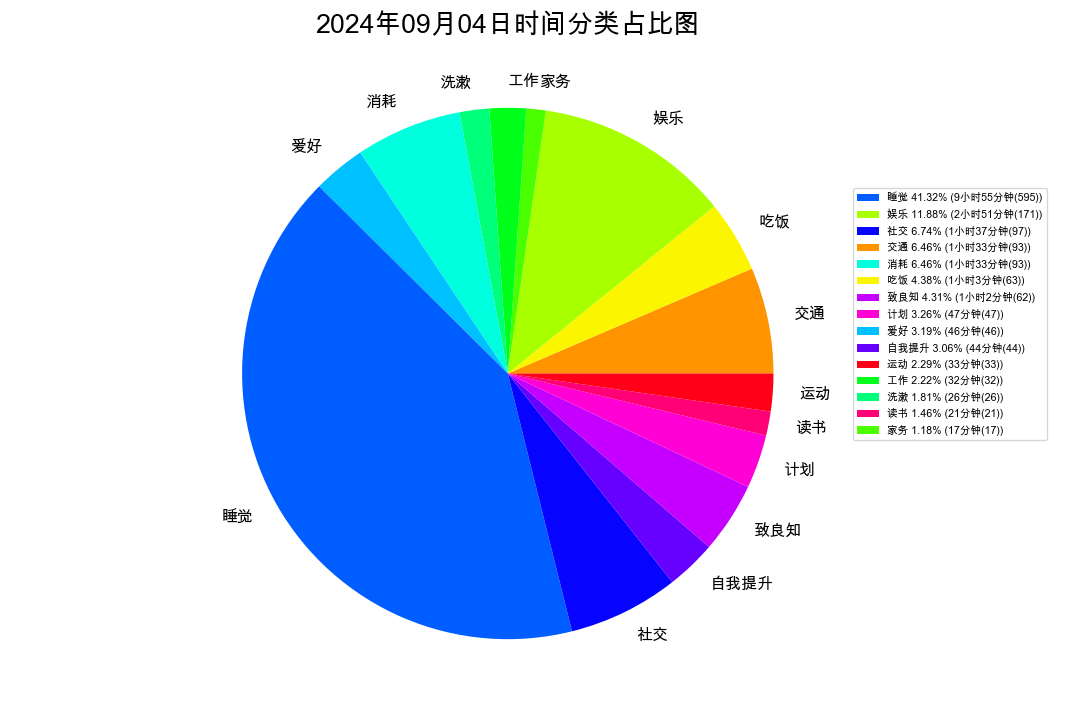 2024年09月04日时间分类占比图
洗漱
工作
家务
消耗
娱乐
爱好
吃饭
交通
运动
读书
计划
睡觉
致良知
自我提升
社交
睡觉 41.32% (9小时55分钟(595))
娱乐 11.88% (2小时51分钟(171))
社交 6.74% (1小时37分钟(97))
交通 6.46% (1小时33分钟(93))
消耗 6.46% (1小时33分钟(93))
吃饭 4.38% (1小时3分钟(63))
致良知 4.31% (1小时2分钟(62))
计划 3.26% (47分钟(47))
爱好 3.19% (46分钟(46))
自我提升 3.06% (44分钟(44))
运动 2.29% (33分钟(33))
工作 2.22% (32分钟(32))
洗漱 1.81% (26分钟(26))
读书 1.46% (21分钟(21))
家务 1.18% (17分钟(17))